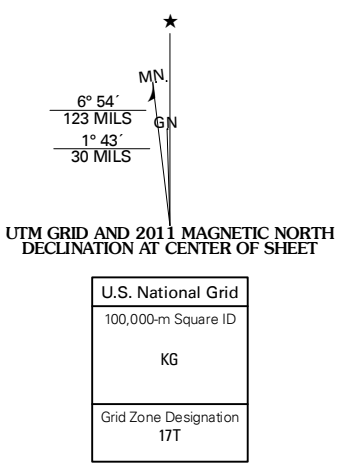 ★
MN.
6° 54´
123 MILS
GN
1° 43´
30 MILS
UTM GRID AND 2011 MAGNETIC NORTH
DECLINATION AT CENTER OF SHEET
U.S. National Grid
100,000-m Square ID
KG
Grid Zone Designation
17T